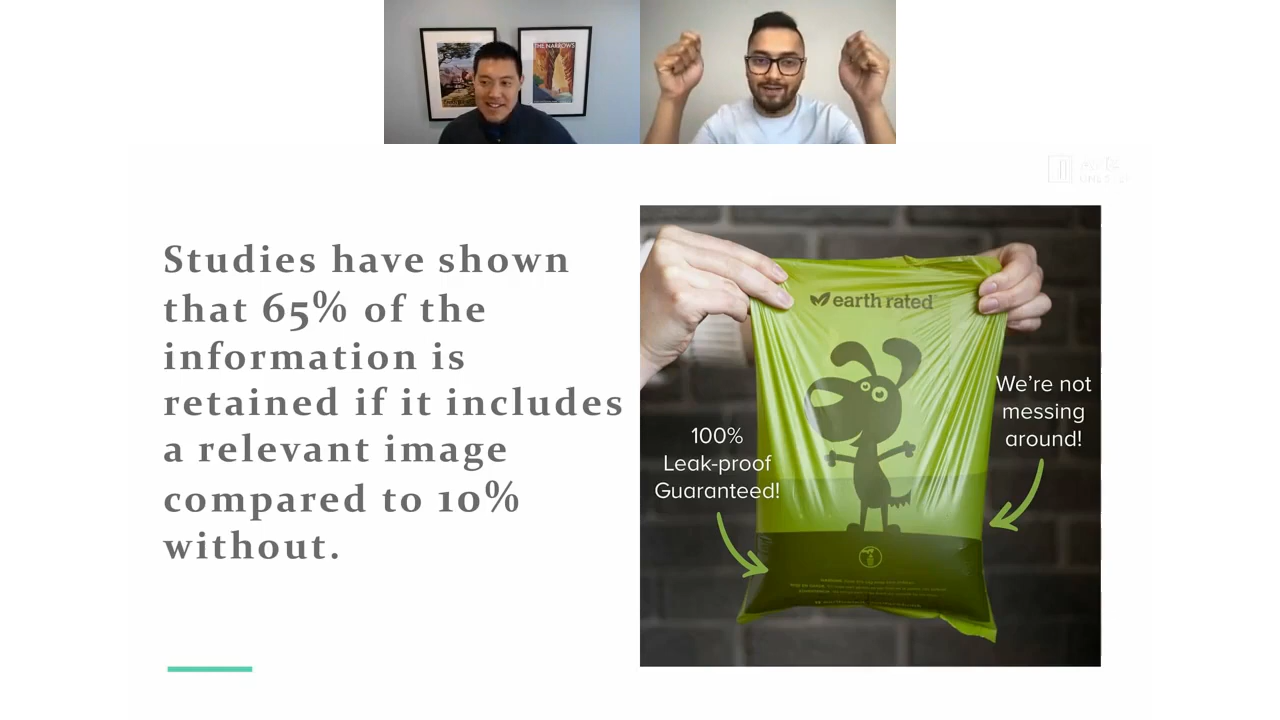 THE NARROWS
Studies have shown
that 65% of the
information is
retained if it includes
a relevant image
compared to 10%
without.
earth rated
We're not
messing
around!
100%
Leak-proof
Guaranteed!